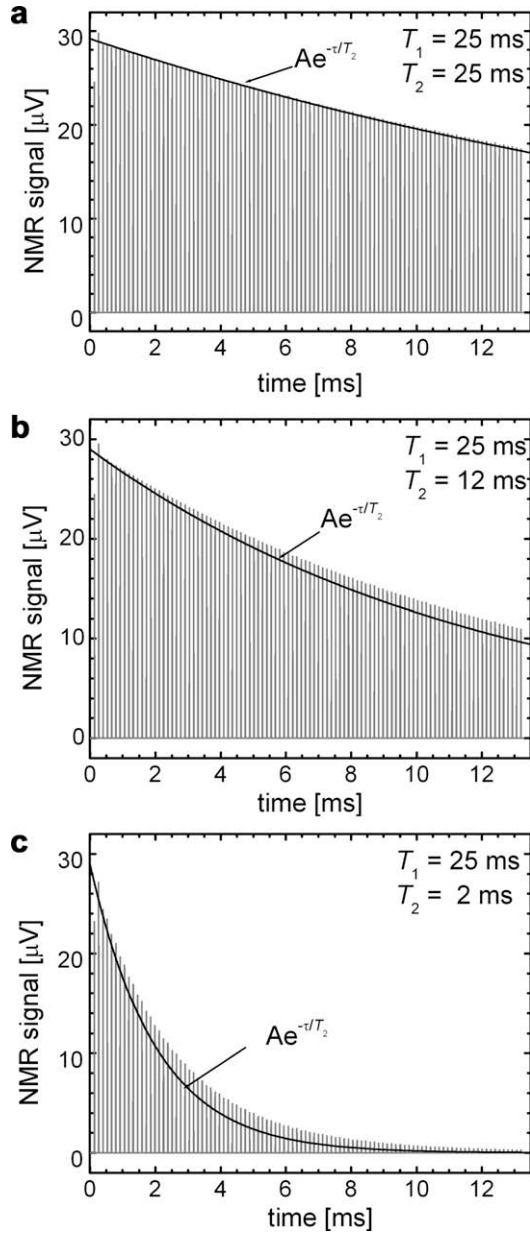 a
NMR signal [μV]
30
20
10
0
Ae^-τ/T₂
T₁ = 25 ms
T₂ = 25 ms
0 2 4 6 8 10 12
time [ms]
b
NMR signal [μV]
30
20
10
0
Ae^-τ/T₂
T₁ = 25 ms
T₂ = 12 ms
0 2 4 6 8 10 12
time [ms]
c
NMR signal [μV]
30
20
10
0
Ae^-τ/T₂
T₁ = 25 ms
T₂ = 2 ms
0 2 4 6 8 10 12
time [ms]